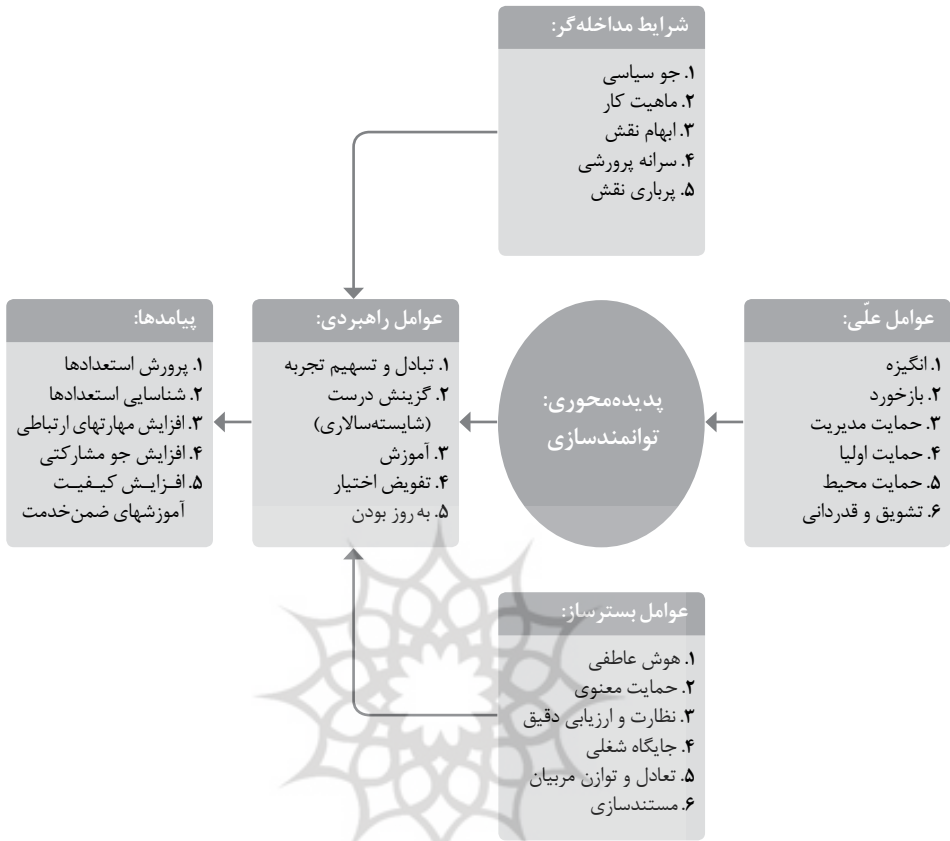 شرایط مداخله‌گر:
۱. جو سیاسی
۲. ماهیت کار
۳. ابهام نقش
۴. سرانه پرورشی
۵. پرباری نقش
عوامل علّی:
۱. انگیزه
۲. بازخورد
۳. حمایت مدیریت
۴. حمایت اولیا
۵. حمایت محیط
۶. تشویق و قدردانی
پدیده‌محوری:
توانمندسازی
عوامل راهبردی:
۱. تبادل و تسهیم تجربه
۲. گزینش درست
(شایسته‌سالاری)
۳. آموزش
۴. تفویض اختیار
۵. به روز بودن
پیامدها:
۱. پرورش استعدادها
۲. شناسایی استعدادها
۳. افزایش مهارتهای ارتباطی
۴. افزایش جو مشارکتی
۵. افـزایـش کیـفیـت
آموزشهای ضمن‌خدمت
عوامل بسترساز:
۱. هوش عاطفی
۲. حمایت معنوی
۳. نظارت و ارزیابی دقیق
۴. جایگاه شغلی
۵. تعادل و توازن مربیان
۶. مستندسازی